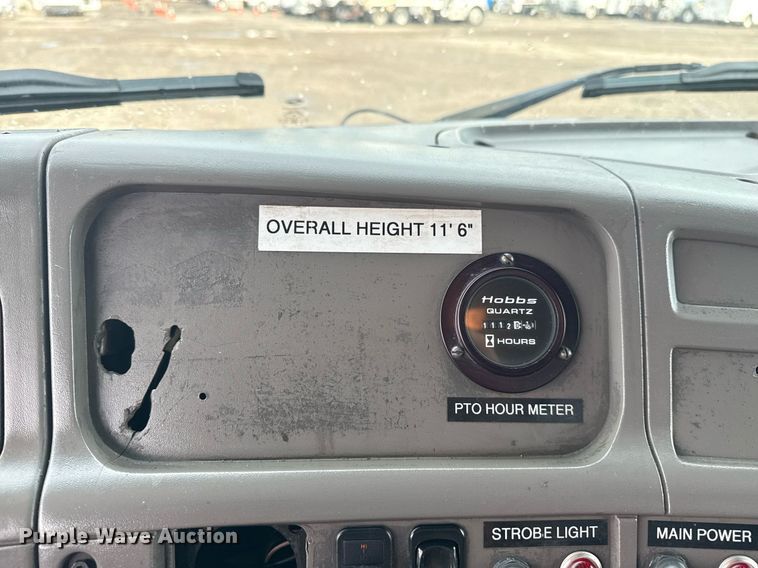 OVERALL HEIGHT 11' 6"
Hobbs
QUARTZ
HOURS
PTO HOUR METER
STROBE LIGHT
MAIN POWER
Purple Wave Auction®